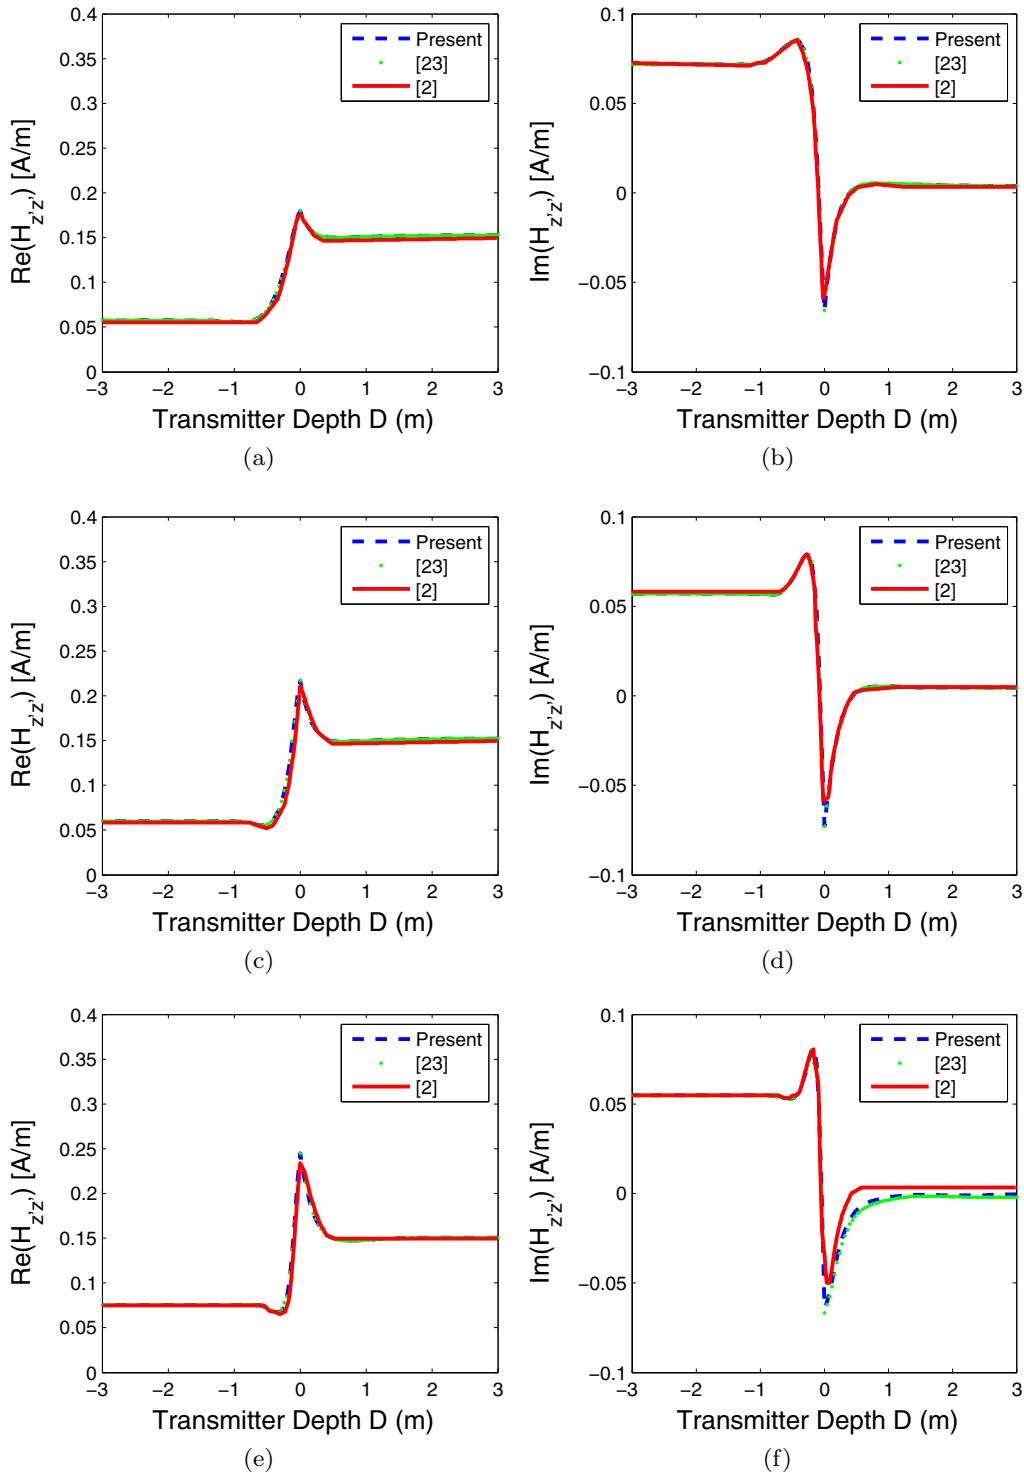 0.4
0.35
0.3
0.25
0.2
0.15
0.1
0.05
0
−3 −2 −1 0 1 2 3
Re(H_{z'z'}) [A/m]
Transmitter Depth D (m)
Present
[23]
[2]
(a)
0.1
0.05
0
−0.05
−0.1
−3 −2 −1 0 1 2 3
Im(H_{z'z'}) [A/m]
Transmitter Depth D (m)
Present
[23]
[2]
(b)
0.4
0.35
0.3
0.25
0.2
0.15
0.1
0.05
0
−3 −2 −1 0 1 2 3
Re(H_{z'z'}) [A/m]
Transmitter Depth D (m)
Present
[23]
[2]
(c)
0.1
0.05
0
−0.05
−0.1
−3 −2 −1 0 1 2 3
Im(H_{z'z'}) [A/m]
Transmitter Depth D (m)
Present
[23]
[2]
(d)
0.4
0.35
0.3
0.25
0.2
0.15
0.1
0.05
0
−3 −2 −1 0 1 2 3
Re(H_{z'z'}) [A/m]
Transmitter Depth D (m)
Present
[23]
[2]
(e)
0.1
0.05
0
−0.05
−0.1
−3 −2 −1 0 1 2 3
Im(H_{z'z'}) [A/m]
Transmitter Depth D (m)
Present
[23]
[2]
(f)